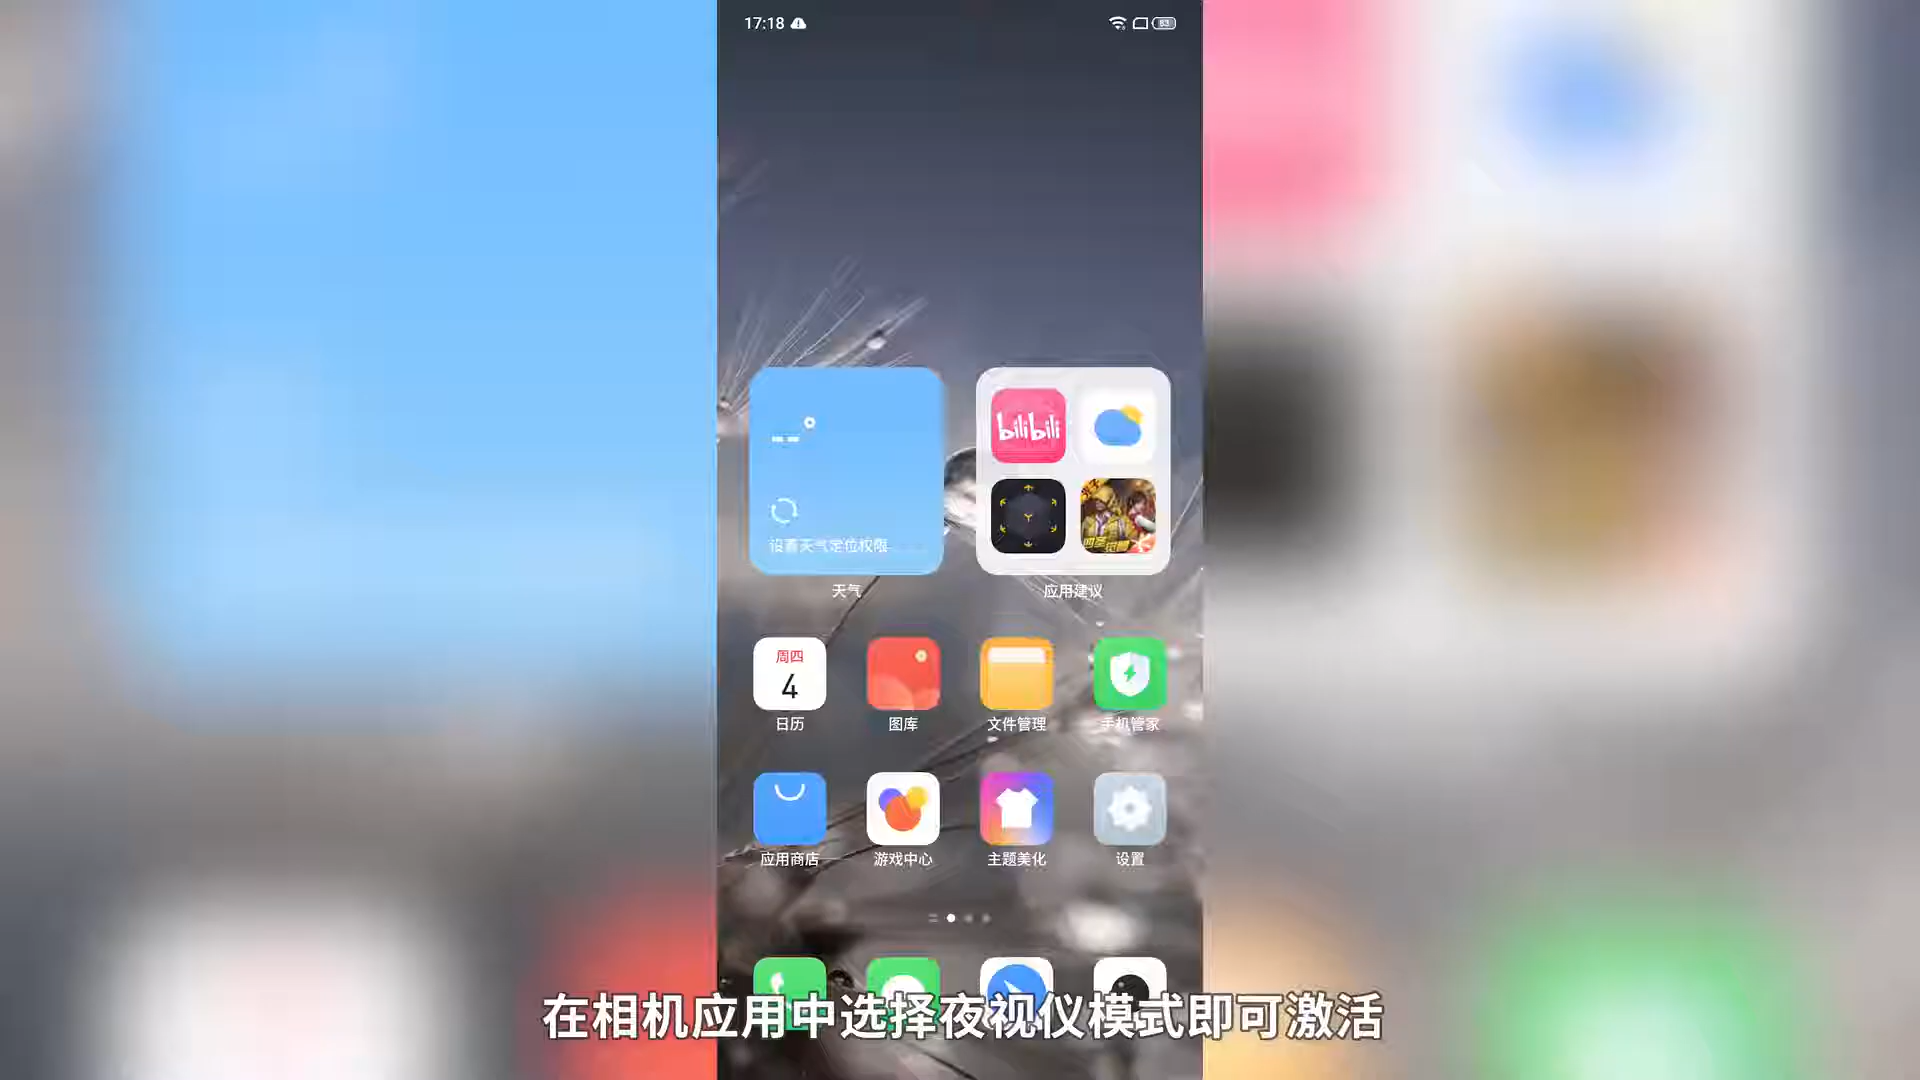 17:18
83
bilibili
设置天气定位权限
天气
应用建议
周四
4
日历
图库
文件管理
手机管家
应用商店
游戏中心
主题美化
设置
在相机应用中选择夜视仪模式即可激活